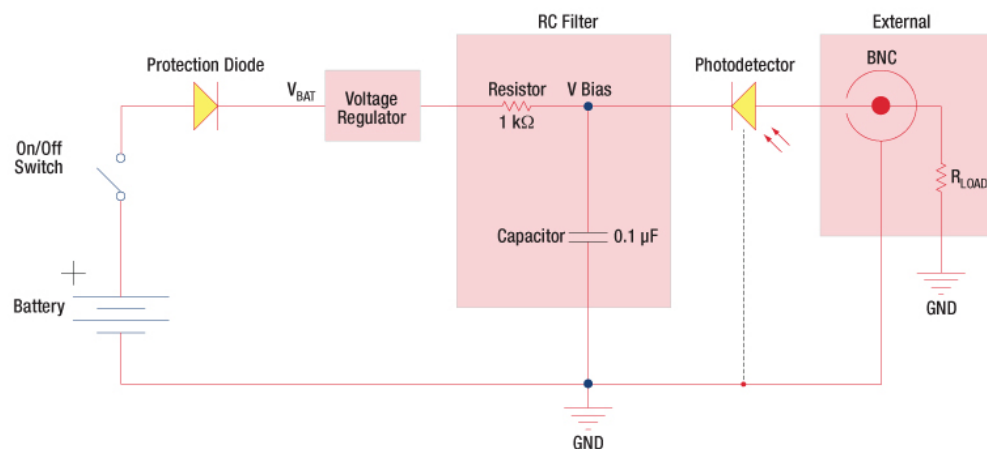 RC Filter
External
Protection Diode
Photodetector
BNC
V_BAT
Voltage
Regulator
Resistor
1 kΩ
V Bias
On/Off
Switch
R_LOAD
Capacitor
0.1 µF
+
Battery
GND
GND